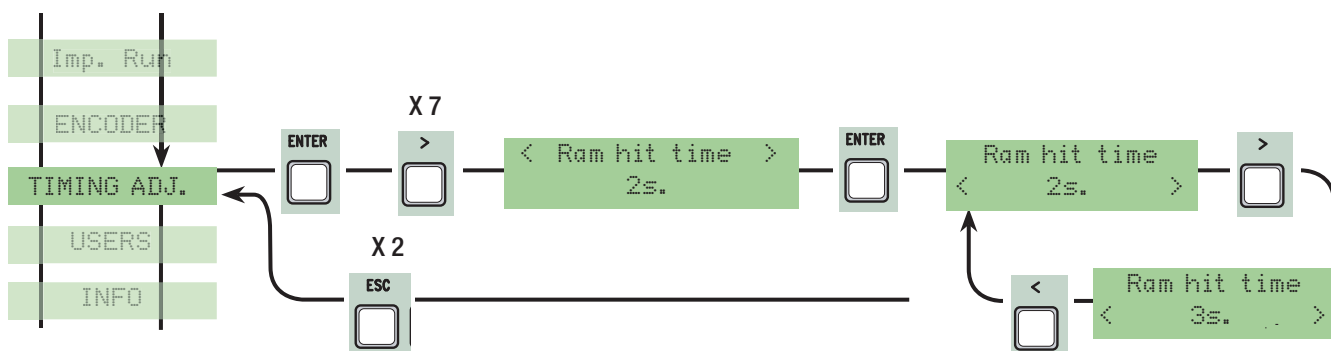 Imp. Run
ENCODER
TIMING ADJ.
USERS
INFO
ENTER
X 7
>
< Ram hit time >
2s.
ENTER
Ram hit time
< 2s. >
>
X 2
ESC
<
Ram hit time
< 3s. >